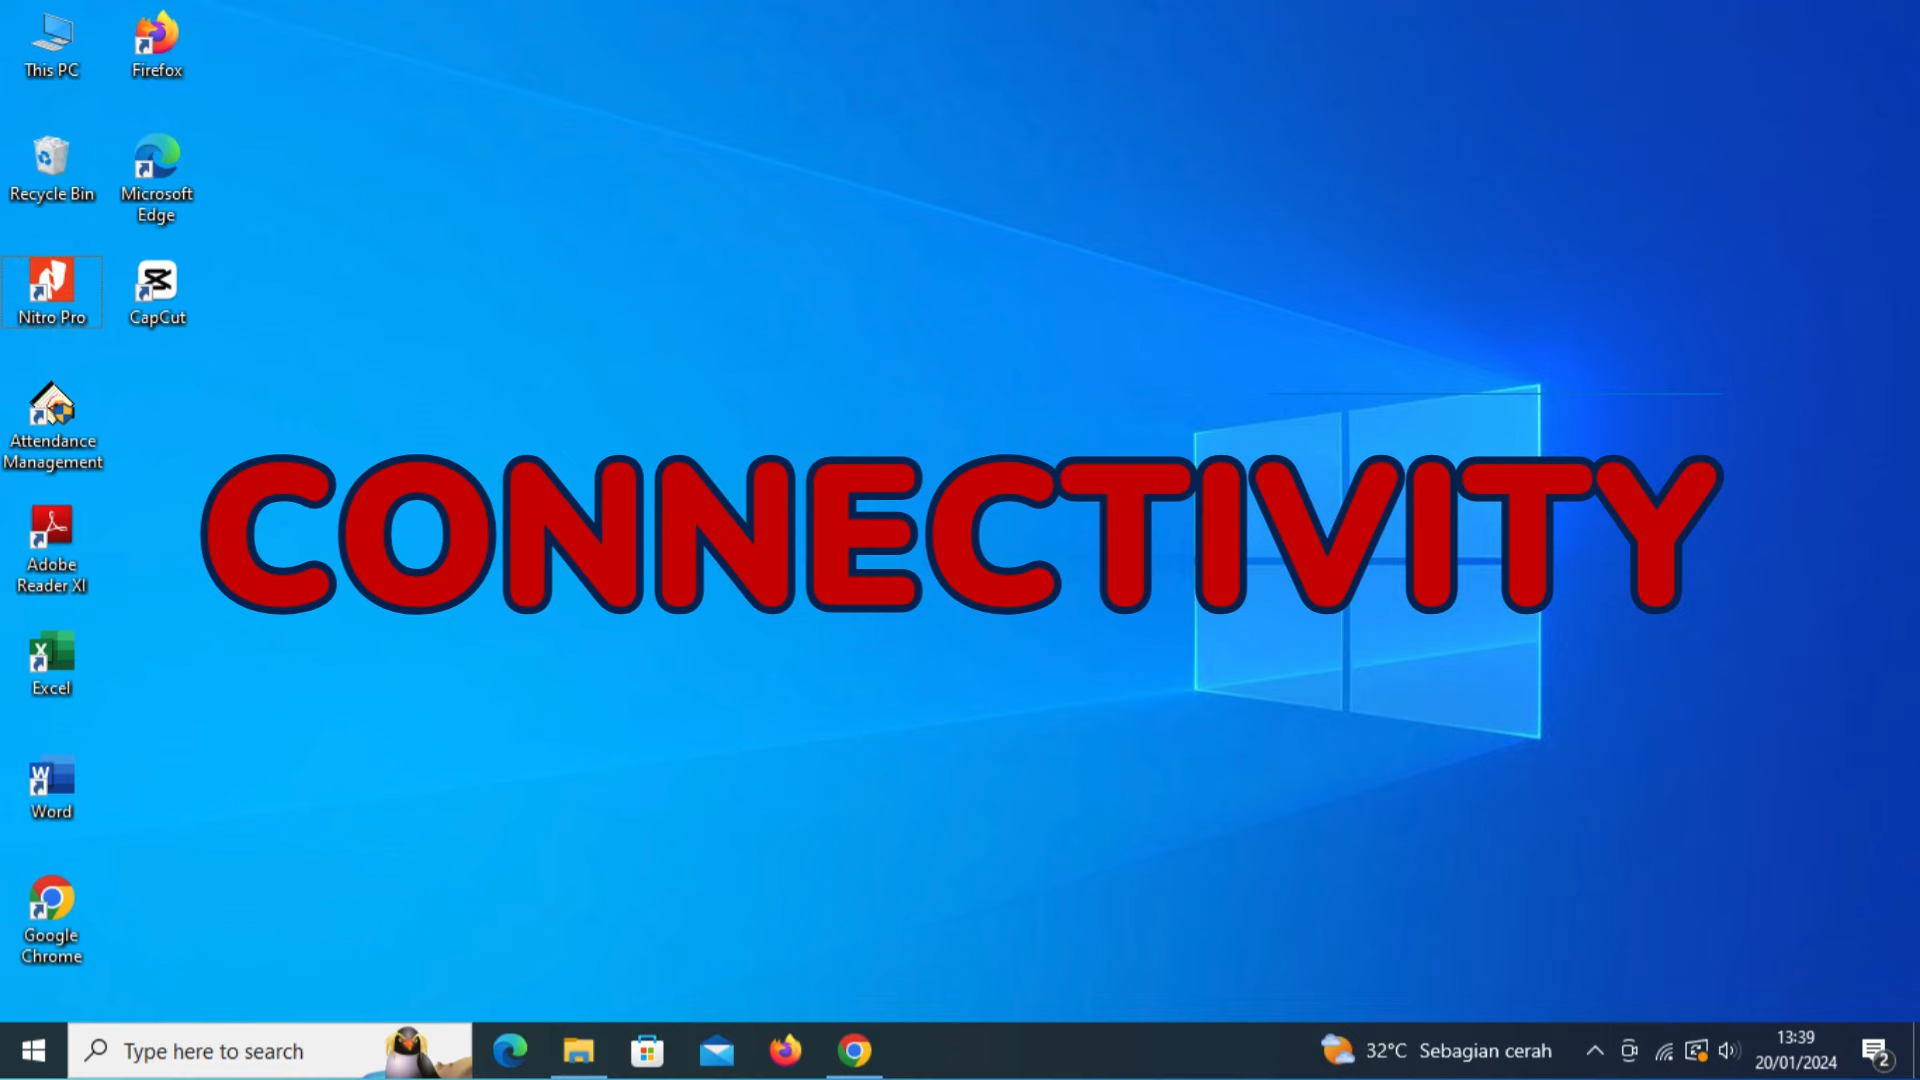 This PC
Firefox
Recycle Bin
Microsoft
Edge
Nitro Pro
CapCut
Attendance
Management
Adobe
Reader XI
Excel
Word
Google
Chrome
CONNECTIVITY
Type here to search
32°C Sebagian cerah
13:39
20/01/2024
2